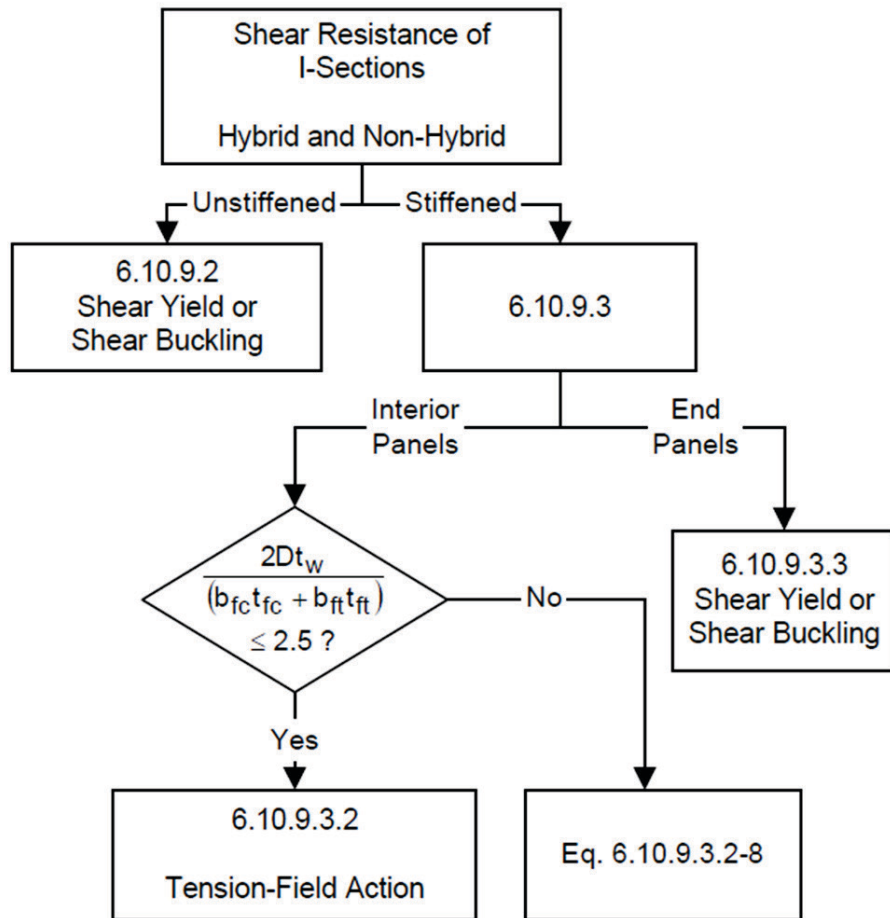 Shear Resistance of
I-Sections
Hybrid and Non-Hybrid
Unstiffened
Stiffened
6.10.9.2
Shear Yield or
Shear Buckling
6.10.9.3
Interior
Panels
End
Panels
2Dt_w
(b_fc t_fc + b_ft t_ft)
≤ 2.5 ?
No
6.10.9.3.3
Shear Yield or
Shear Buckling
Yes
6.10.9.3.2
Tension-Field Action
Eq. 6.10.9.3.2-8